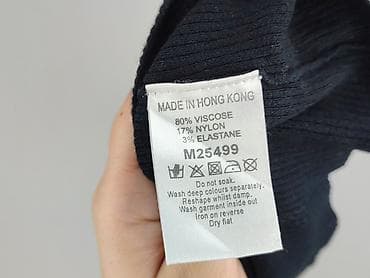 MADE IN HONG KONG
80% VISCOSE
17% NYLON
3% ELASTANE
M25499
Do not soak.
Wash deep colours separately.
Reshape whilst damp.
Wash garment inside out
Iron on reverse
Dry flat